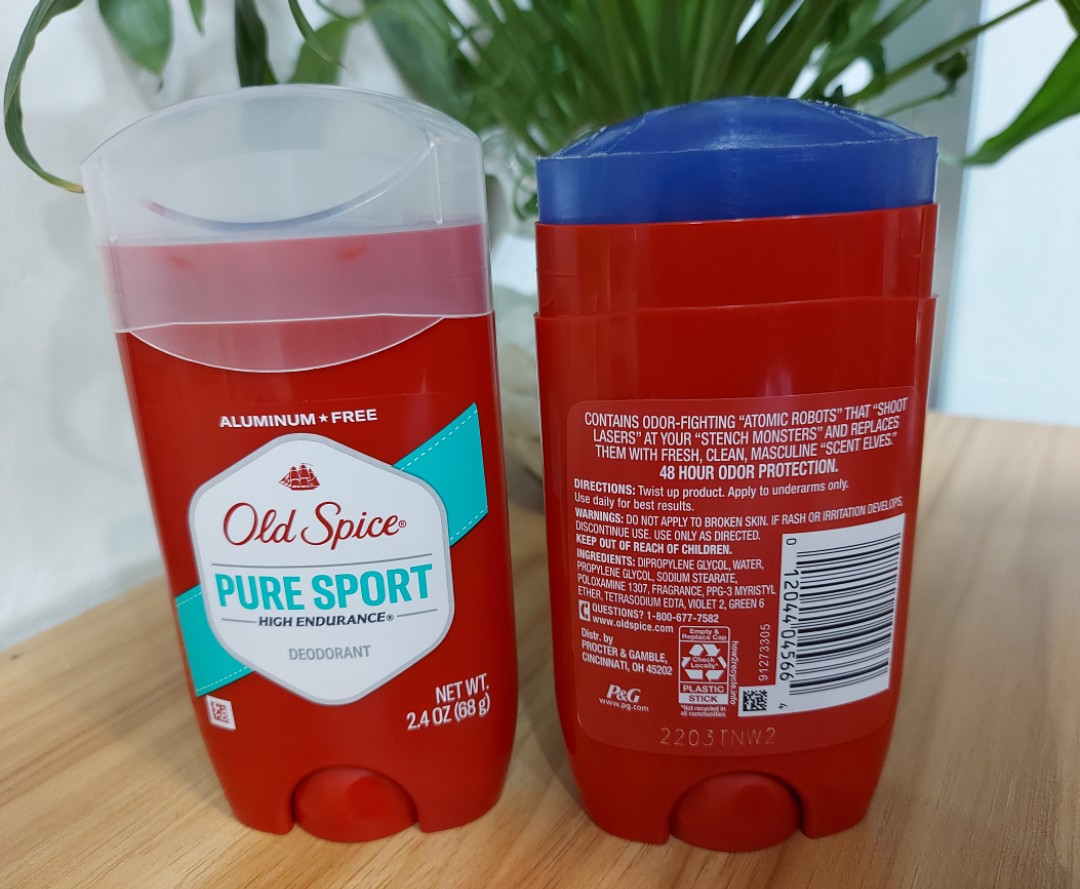 ALUMINUM ★ FREE
Old Spice®
PURE SPORT
HIGH ENDURANCE®
DEODORANT
NET WT.
2.4 OZ (68 g)
CONTAINS ODOR-FIGHTING “ATOMIC ROBOTS” THAT “SHOOT
LASERS” AT YOUR “STENCH MONSTERS” AND REPLACES
THEM WITH FRESH, CLEAN, MASCULINE “SCENT ELVES.”
48 HOUR ODOR PROTECTION.
DIRECTIONS: Twist up product. Apply to underarms only.
Use daily for best results.
WARNINGS: DO NOT APPLY TO BROKEN SKIN. IF RASH OR IRRITATION DEVELOPS,
DISCONTINUE USE. USE ONLY AS DIRECTED.
KEEP OUT OF REACH OF CHILDREN.
INGREDIENTS: DIPROPYLENE GLYCOL, WATER,
PROPYLENE GLYCOL, SODIUM STEARATE,
POLOXAMINE 1307, FRAGRANCE, PPG-3 MYRISTYL
ETHER, TETRASODIUM EDTA, VIOLET 2, GREEN 6
QUESTIONS? 1-800-677-7582
www.oldspice.com
Distr. by
PROCTER & GAMBLE,
CINCINNATI, OH 45202
P&G
www.pg.com
Empty &
Replace Cap
Check
Locally*
PLASTIC
STICK
*Not recycled in
all communities
how2recycle.info
91273305
0 12044 04566 4
2203TNW2